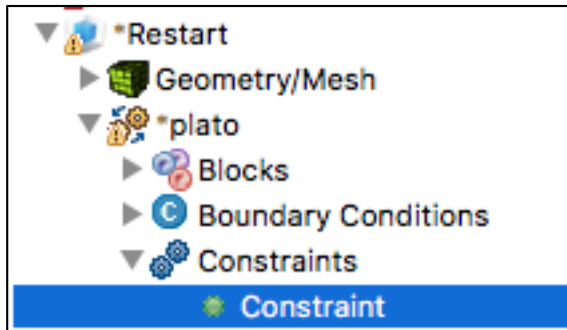 *Restart
Geometry/Mesh
*plato
Blocks
C Boundary Conditions
Constraints
Constraint